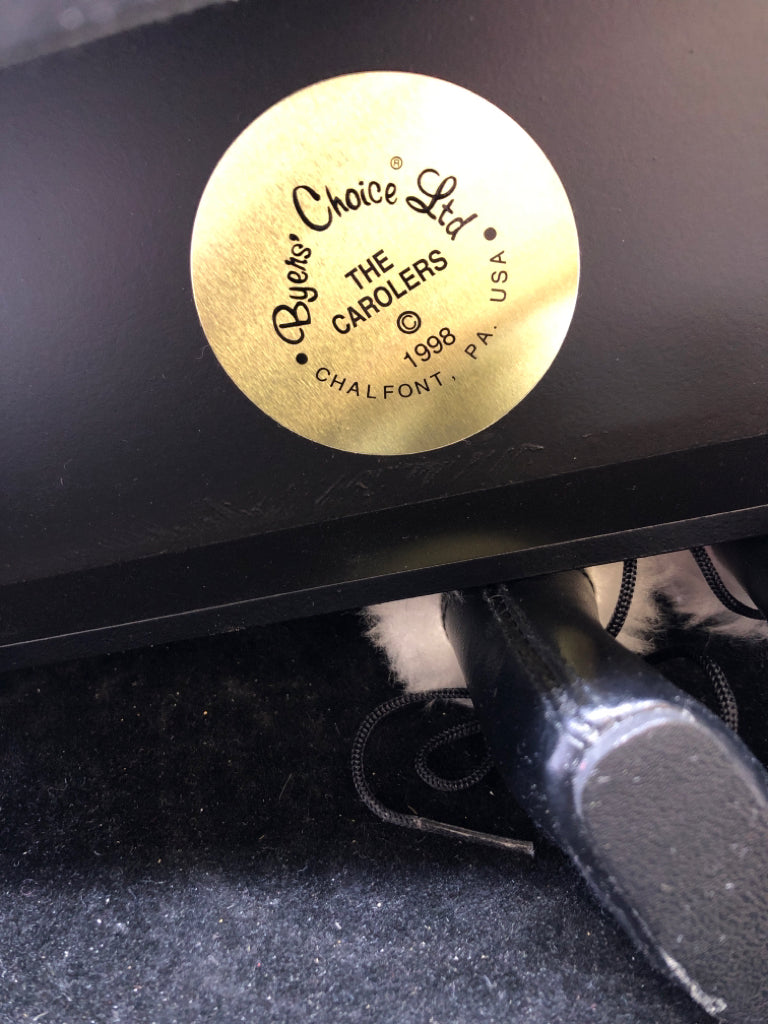 Byers' Choice® Ltd
THE
CAROLERS
©
1998
CHALFONT, PA. USA